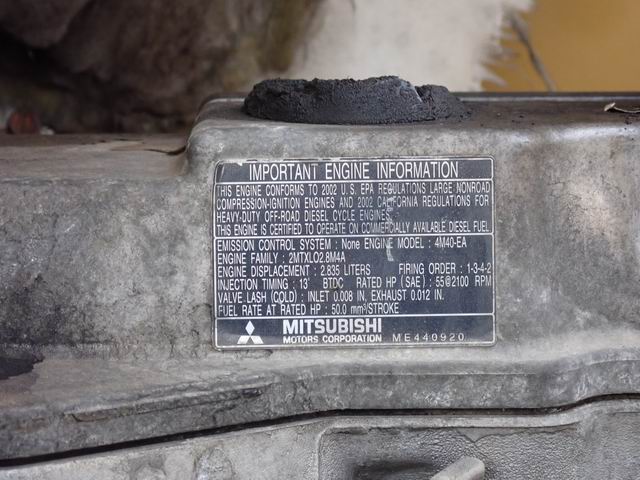 IMPORTANT ENGINE INFORMATION
THIS ENGINE CONFORMS TO 2002 U.S. EPA REGULATIONS LARGE NONROAD
COMPRESSION-IGNITION ENGINES AND 2002 CALIFORNIA REGULATIONS FOR
HEAVY-DUTY OFF-ROAD DIESEL CYCLE ENGINES.
THIS ENGINE IS CERTIFIED TO OPERATE ON COMMERCIALLY AVAILABLE DIESEL FUEL
EMISSION CONTROL SYSTEM : None ENGINE MODEL : 4M40-EA
ENGINE FAMILY : 2MTXL02.8M4A
ENGINE DISPLACEMENT : 2.835 LITERS FIRING ORDER : 1-3-4-2
INJECTION TIMING : 13° BTDC RATED HP (SAE) : 55@2100 RPM
VALVE LASH (COLD) : INLET 0.008 IN. EXHAUST 0.012 IN.
FUEL RATE AT RATED HP : 50.0 mm³/STROKE
MITSUBISHI
MOTORS CORPORATION ME440920